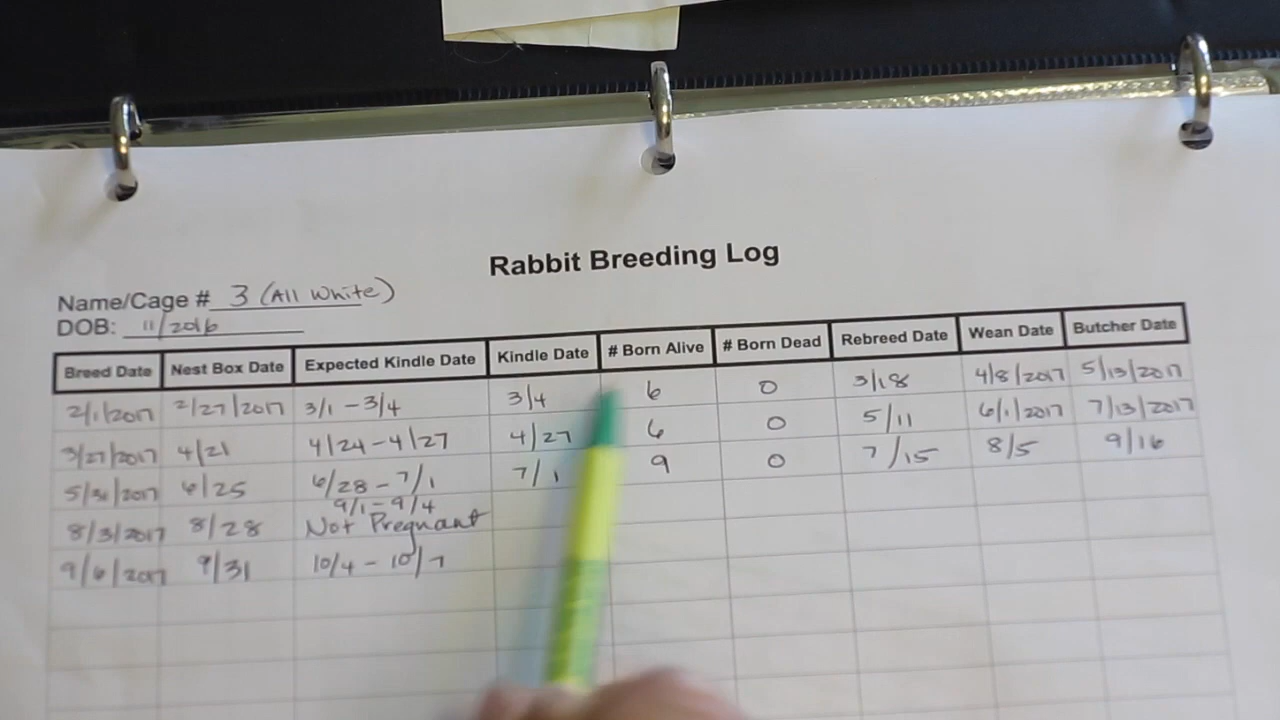 Rabbit Breeding Log
Name/Cage # 3 (All White)
DOB: 11/2016
Breed Date Nest Box Date Expected Kindle Date Kindle Date # Born Alive # Born Dead Rebreed Date Wean Date Butcher Date
2/1/2017 2/27/2017 3/1 - 3/4 3/4 6 0 3/18 4/8/2017 5/13/2017
3/27/2017 4/21 4/24 - 4/27 4/27 6 0 5/11 6/1/2017 7/13/2017
5/31/2017 6/25 6/28 - 7/1 7/1 9 0 7/15 8/5 9/16
9/1 - 9/4
8/3/2017 8/28 Not Pregnant
9/6/2017 9/31 10/4 - 10/7